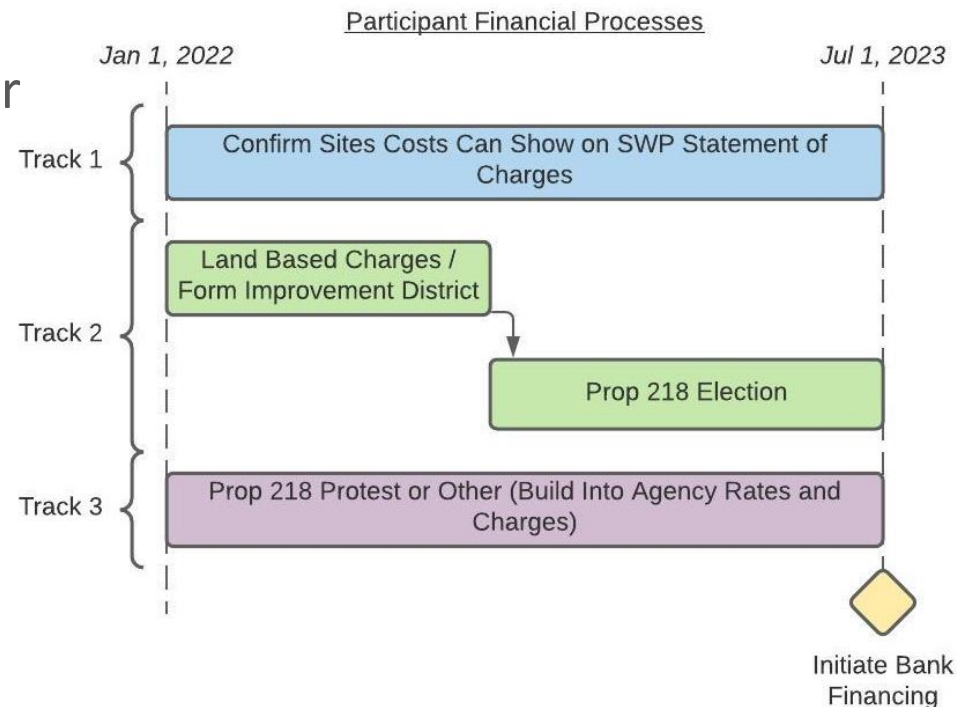 Participant Financial Processes
Jan 1, 2022
Jul 1, 2023
r
Track 1
Confirm Sites Costs Can Show on SWP Statement of
Charges
Track 2
Land Based Charges /
Form Improvement District
Prop 218 Election
Track 3
Prop 218 Protest or Other (Build Into Agency Rates and
Charges)
Initiate Bank
Financing